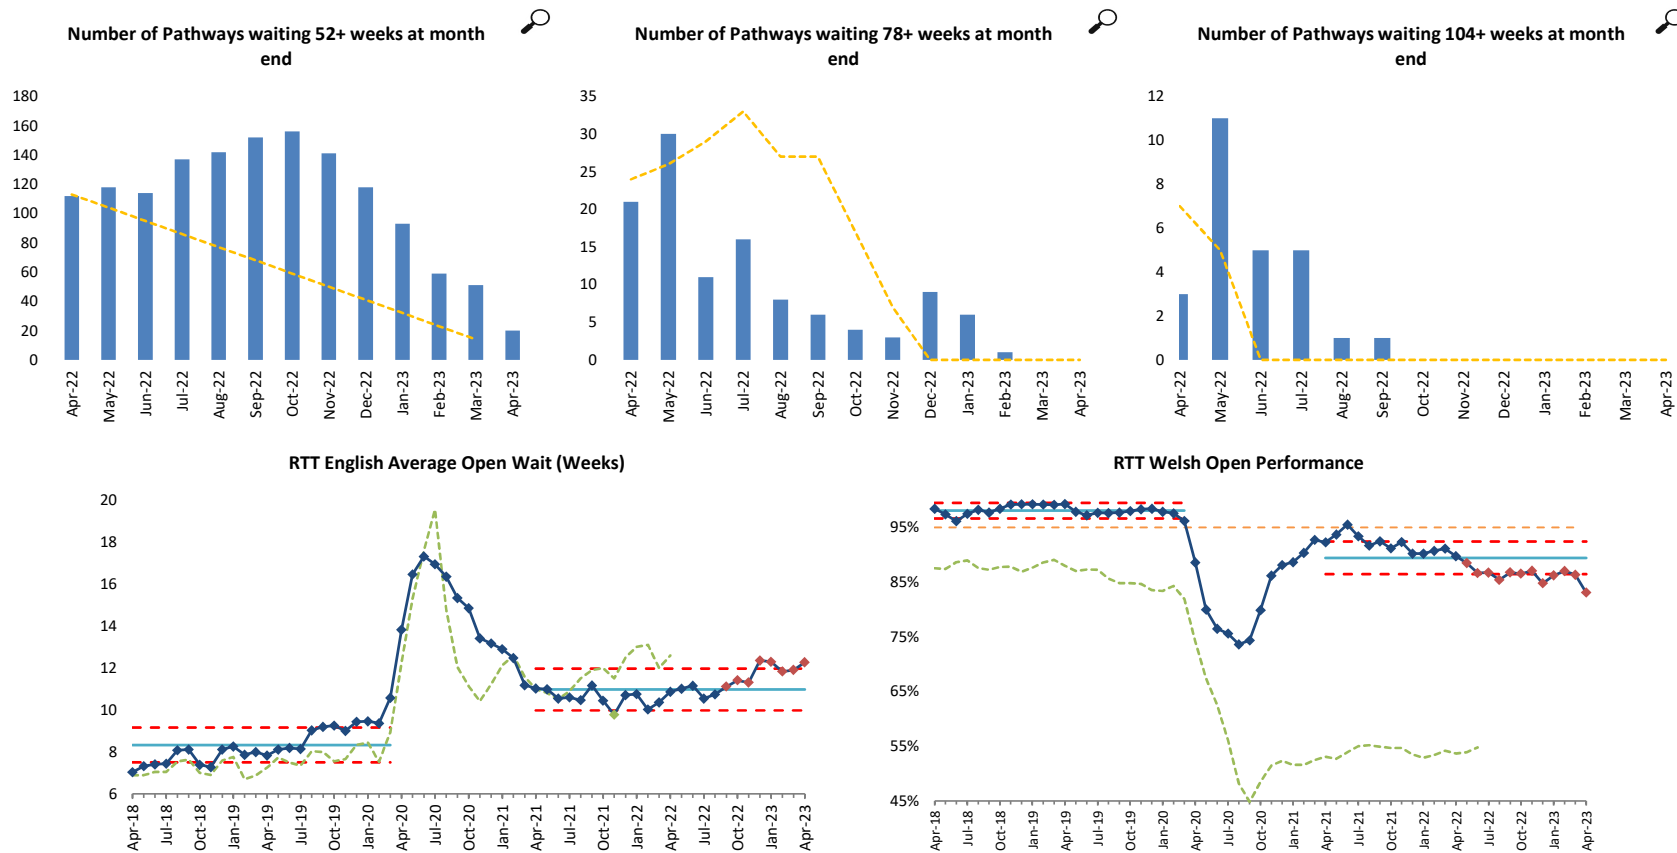 Number of Pathways waiting 52+ weeks at month
end
180
160
140
120
100
80
60
40
20
0
Apr-22
May-22
Jun-22
Jul-22
Aug-22
Sep-22
Oct-22
Nov-22
Dec-22
Jan-23
Feb-23
Mar-23
Apr-23
Number of Pathways waiting 78+ weeks at month
end
35
30
25
20
15
10
5
0
Apr-22
May-22
Jun-22
Jul-22
Aug-22
Sep-22
Oct-22
Nov-22
Dec-22
Jan-23
Feb-23
Mar-23
Apr-23
Number of Pathways waiting 104+ weeks at month
end
12
10
8
6
4
2
0
Apr-22
May-22
Jun-22
Jul-22
Aug-22
Sep-22
Oct-22
Nov-22
Dec-22
Jan-23
Feb-23
Mar-23
Apr-23
RTT English Average Open Wait (Weeks)
20
18
16
14
12
10
8
6
Apr-18
Jul-18
Oct-18
Jan-19
Apr-19
Jul-19
Oct-19
Jan-20
Apr-20
Jul-20
Oct-20
Jan-21
Apr-21
Jul-21
Oct-21
Jan-22
Apr-22
Jul-22
Oct-22
Jan-23
Apr-23
RTT Welsh Open Performance
95%
85%
75%
65%
55%
45%
Apr-18
Jul-18
Oct-18
Jan-19
Apr-19
Jul-19
Oct-19
Jan-20
Apr-20
Jul-20
Oct-20
Jan-21
Apr-21
Jul-21
Oct-21
Jan-22
Apr-22
Jul-22
Oct-22
Jan-23
Apr-23